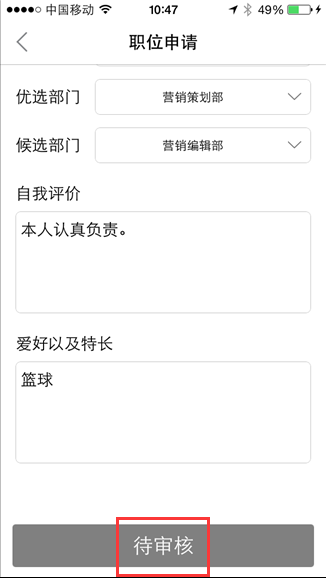 中国移动 10:47 49%
职位申请
优选部门 营销策划部
候选部门 营销编辑部
自我评价
本人认真负责。
爱好以及特长
篮球
待审核